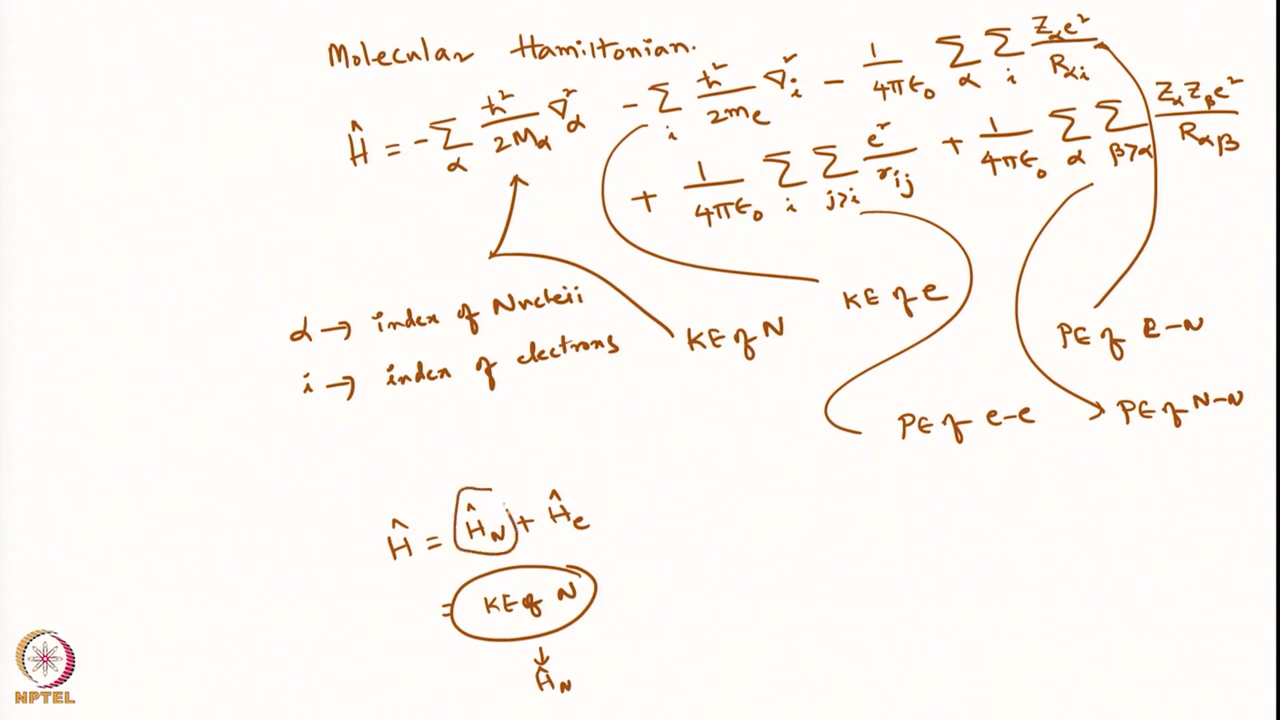 Molecular Hamiltonian.
Ĥ = -∑_α ħ²/2M_α ∇²_α - ∑_i ħ²/2m_e ∇²_i - 1/4πϵ₀ ∑_α ∑_i Z_α e²/R_αi
+ 1/4πϵ₀ ∑_i ∑_j>i e²/r_ij + 1/4πϵ₀ ∑_α ∑_β>α Z_α Z_β e²/R_αβ
α → index of Nucleii
i → index of electrons
KE of N
KE of e
PE of e-N
PE of e-e
PE of N-N
Ĥ = Ĥ_N + Ĥ_e
= KE of N
↓
Ĥ_N
NPTEL